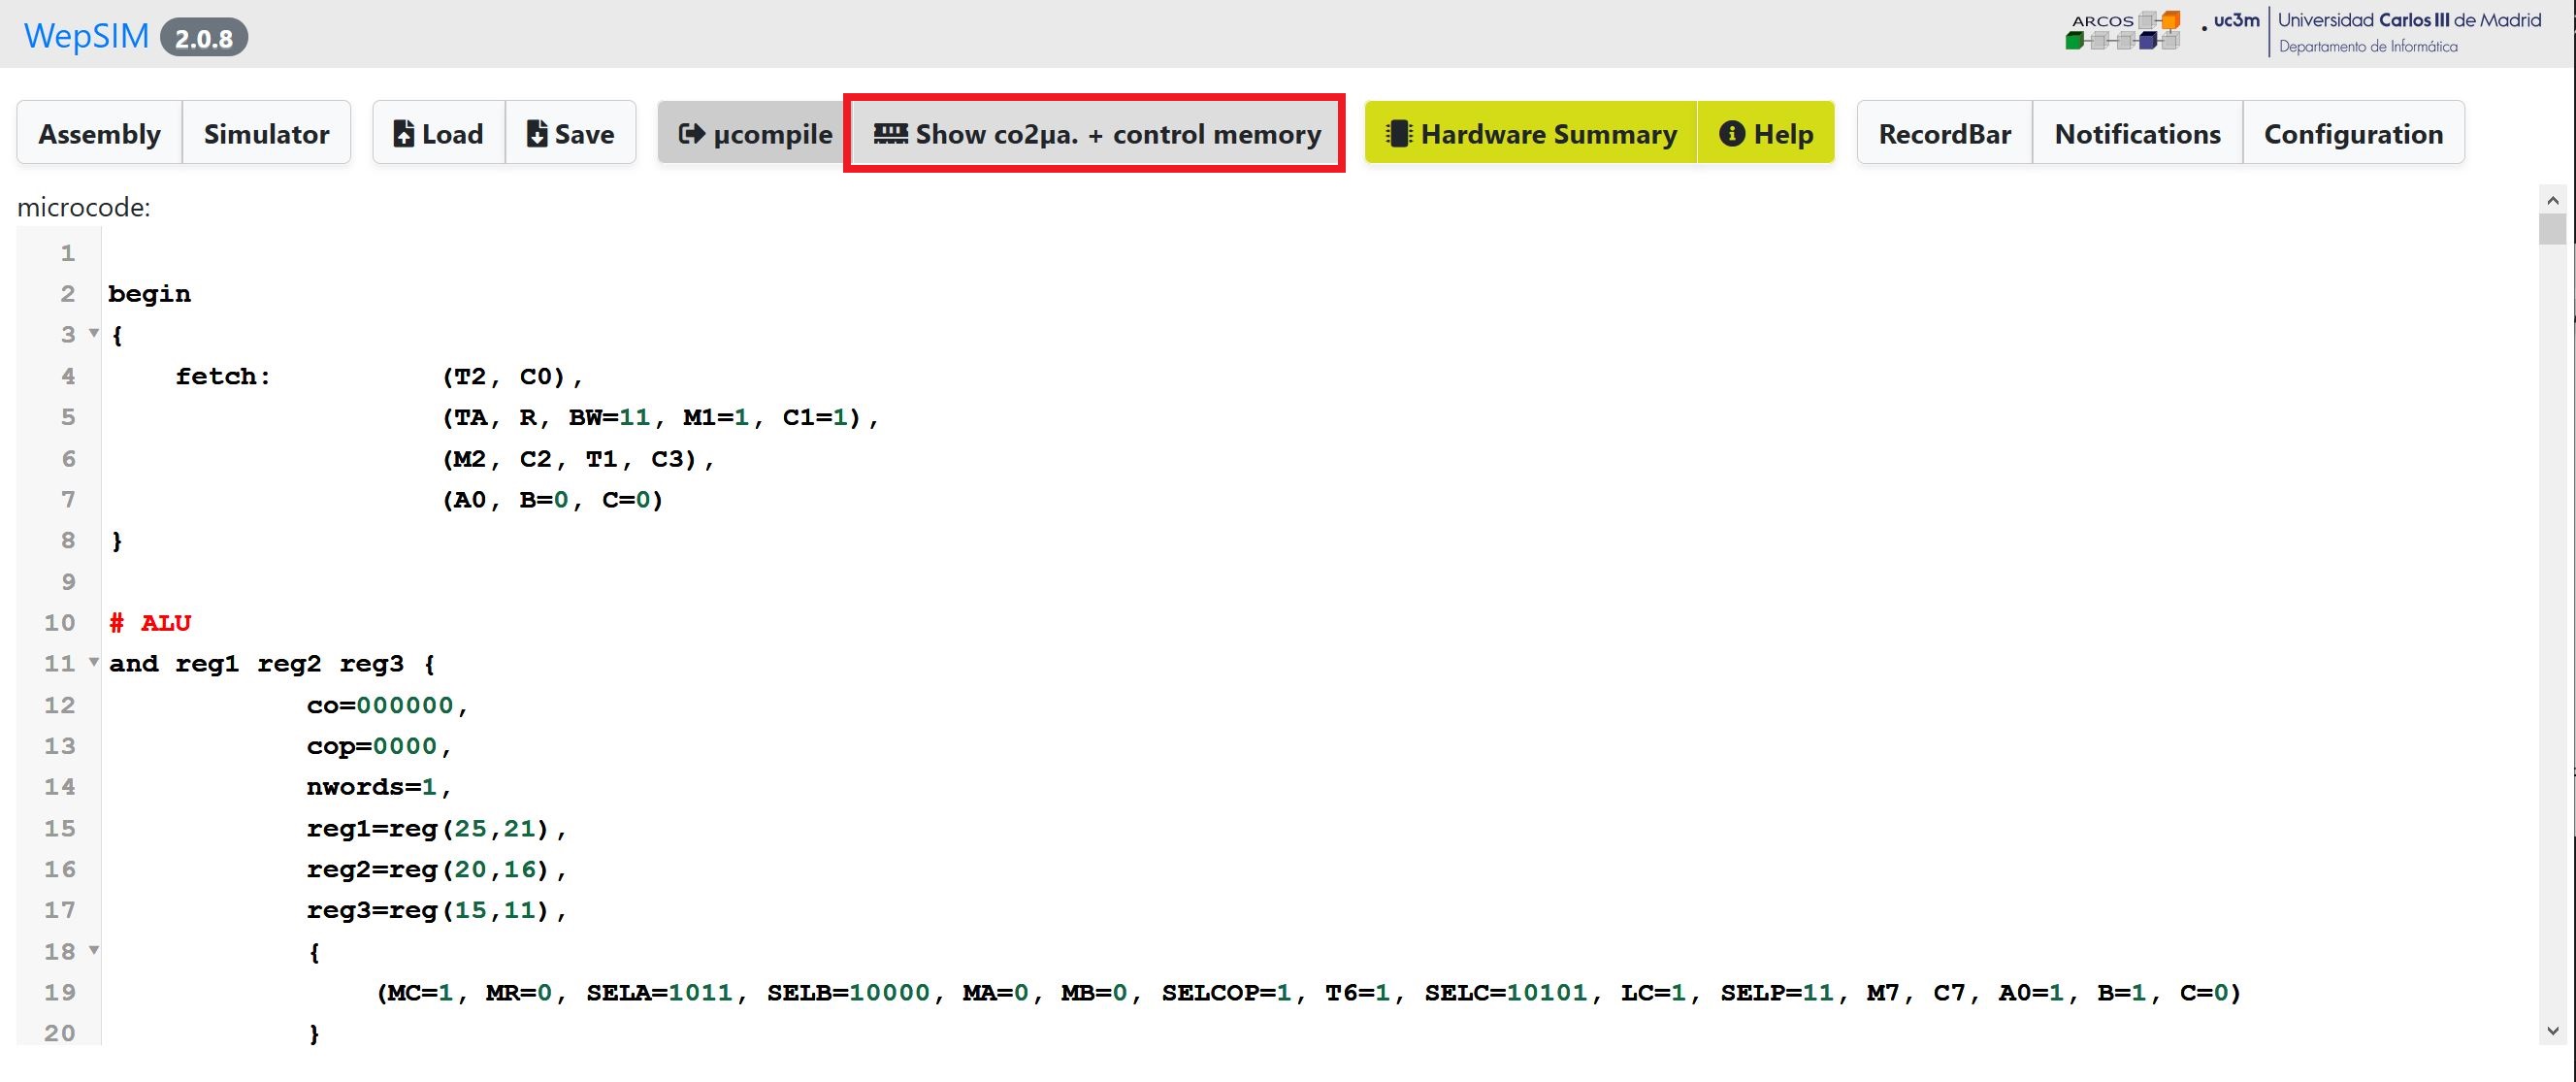 WepSIM 2.0.8
ARCOS
uc3m
Universidad Carlos III de Madrid
Departamento de Informática
Assembly Simulator Load Save µcompile Show co2µa. + control memory Hardware Summary Help RecordBar Notifications Configuration
microcode:
1
2 begin
3 {
4 fetch: (T2, C0),
5 (TA, R, BW=11, M1=1, C1=1),
6 (M2, C2, T1, C3),
7 (A0, B=0, C=0)
8 }
9
10 # ALU
11 and reg1 reg2 reg3 {
12 co=000000,
13 cop=0000,
14 nwords=1,
15 reg1=reg(25,21),
16 reg2=reg(20,16),
17 reg3=reg(15,11),
18 {
19 (MC=1, MR=0, SELA=1011, SELB=10000, MA=0, MB=0, SELCOP=1, T6=1, SELC=10101, LC=1, SELP=11, M7, C7, A0=1, B=1, C=0)
20 }